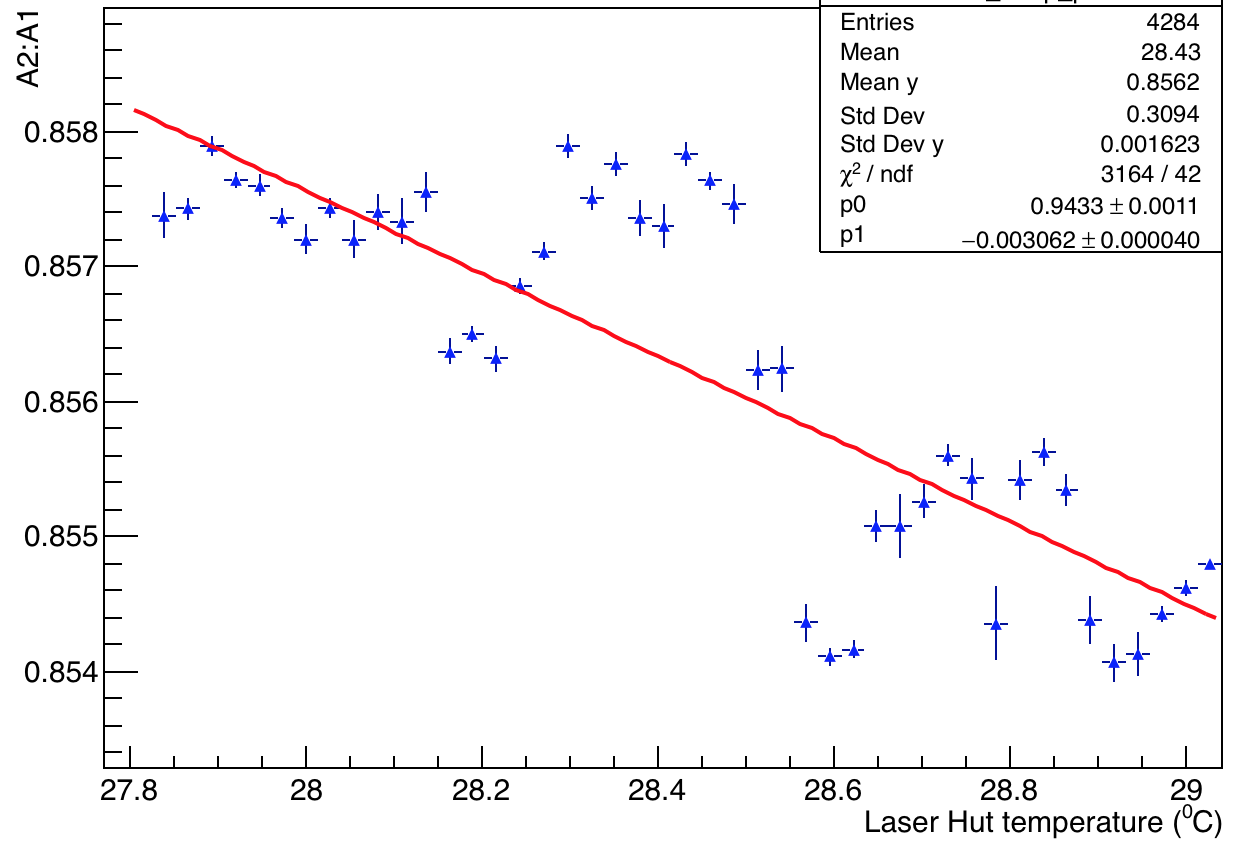 A2:A1
Entries 4284
Mean 28.43
Mean y 0.8562
Std Dev 0.3094
Std Dev y 0.001623
χ² / ndf 3164 / 42
p0 0.9433 ± 0.0011
p1 −0.003062 ± 0.000040
0.858
0.857
0.856
0.855
0.854
27.8 28 28.2 28.4 28.6 28.8 29
Laser Hut temperature (⁰C)